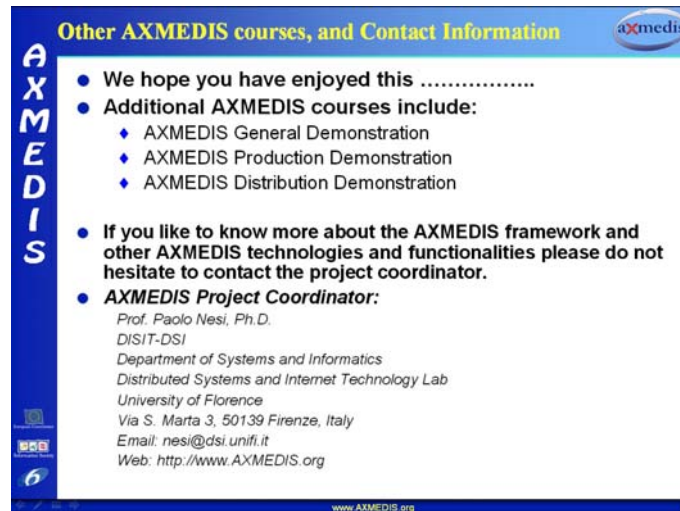 Other AXMEDIS courses, and Contact Information
axmedis
AXMEDIS
We hope you have enjoyed this ……………..
Additional AXMEDIS courses include:
AXMEDIS General Demonstration
AXMEDIS Production Demonstration
AXMEDIS Distribution Demonstration
If you like to know more about the AXMEDIS framework and
other AXMEDIS technologies and functionalities please do not
hesitate to contact the project coordinator.
AXMEDIS Project Coordinator:
Prof. Paolo Nesi, Ph.D.
DISIT-DSI
Department of Systems and Informatics
Distributed Systems and Internet Technology Lab
University of Florence
Via S. Marta 3, 50139 Firenze, Italy
Email: nesi@dsi.unifi.it
Web: http://www.AXMEDIS.org
Information Society
6
www.AXMEDIS.org